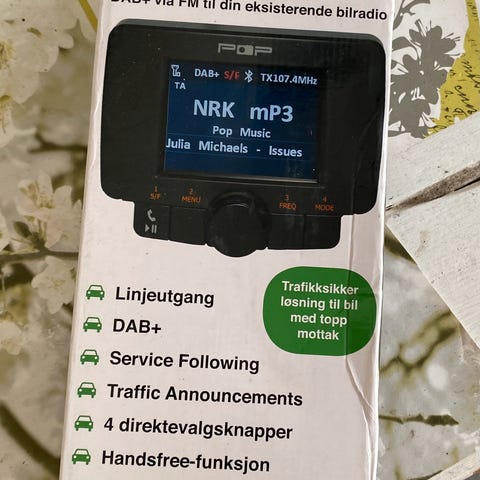 DAB+ via FM til din eksisterende bilradio
POP
DAB+ S/F TX107.4MHz
TA
NRK mP3
Pop Music
Julia Michaels - Issues
1 2 3 4
S/F MENU FREQ MODE
Linjeutgang
DAB+
Service Following
Traffic Announcements
4 direktevalgsknapper
Handsfree-funksjon
Trafikksikker
løsning til bil
med topp
mottak